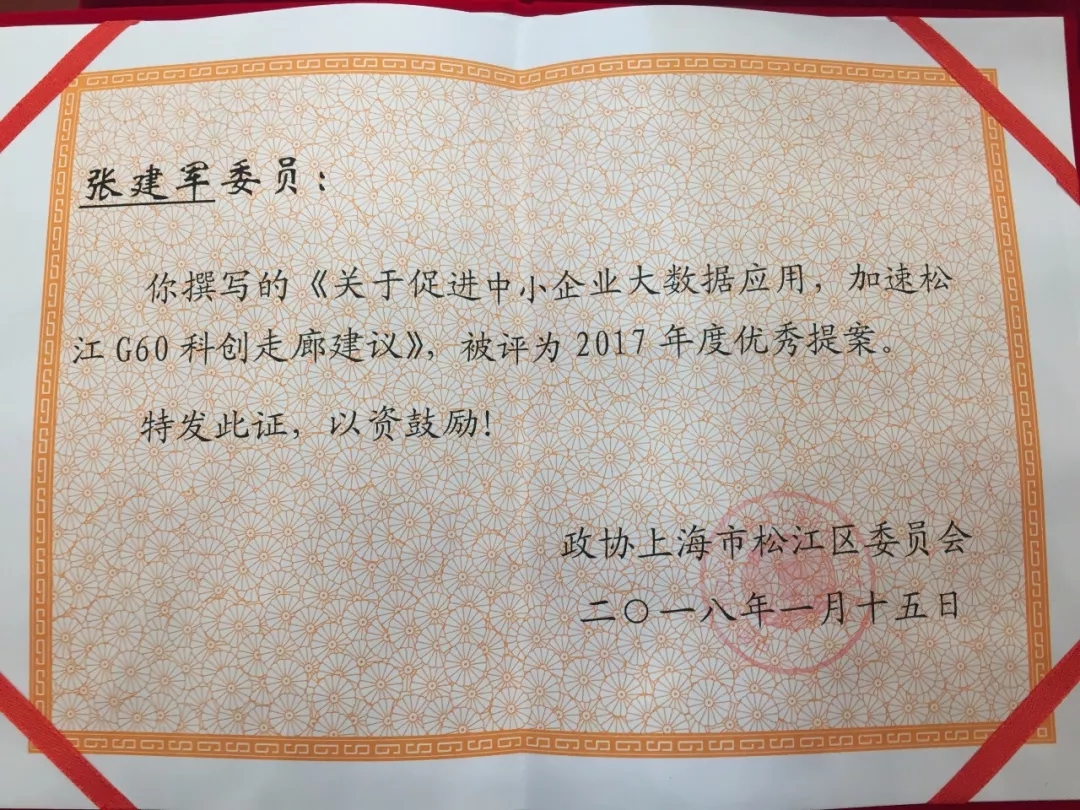 张建军委员：
你撰写的《关于促进中小企业大数据应用，加速松
江G60科创走廊建议》，被评为2017年度优秀提案。
特发此证，以资鼓励！
政协上海市松江区委员会
二〇一八年一月十五日